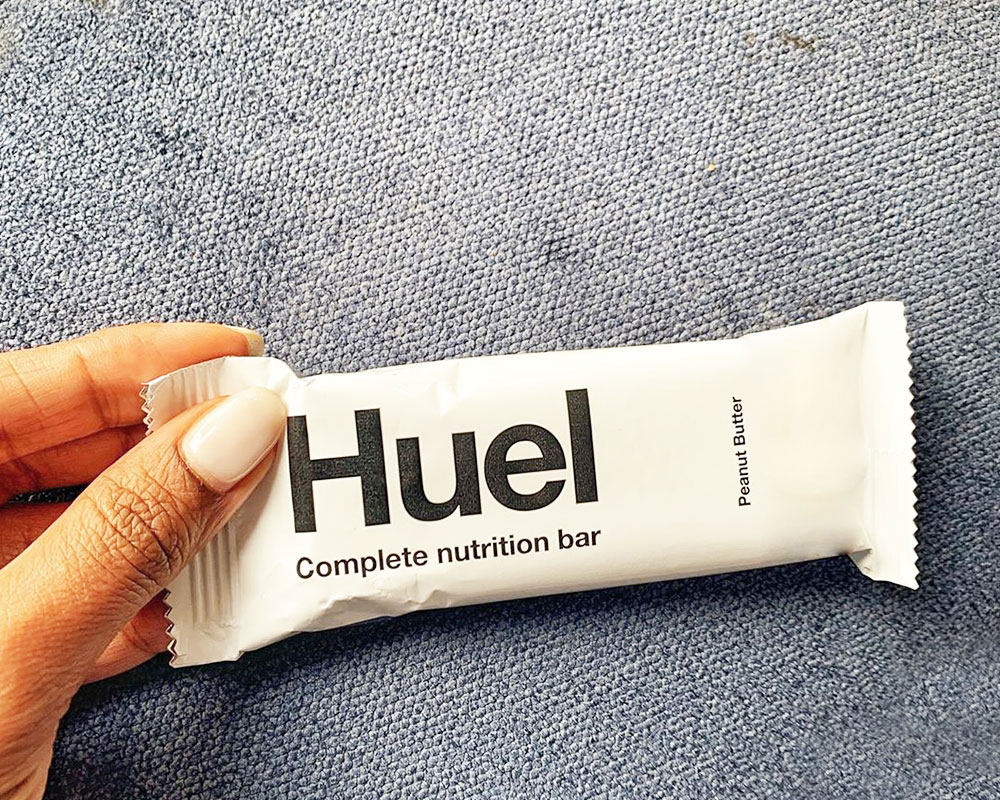 Huel
Complete nutrition bar
Peanut Butter